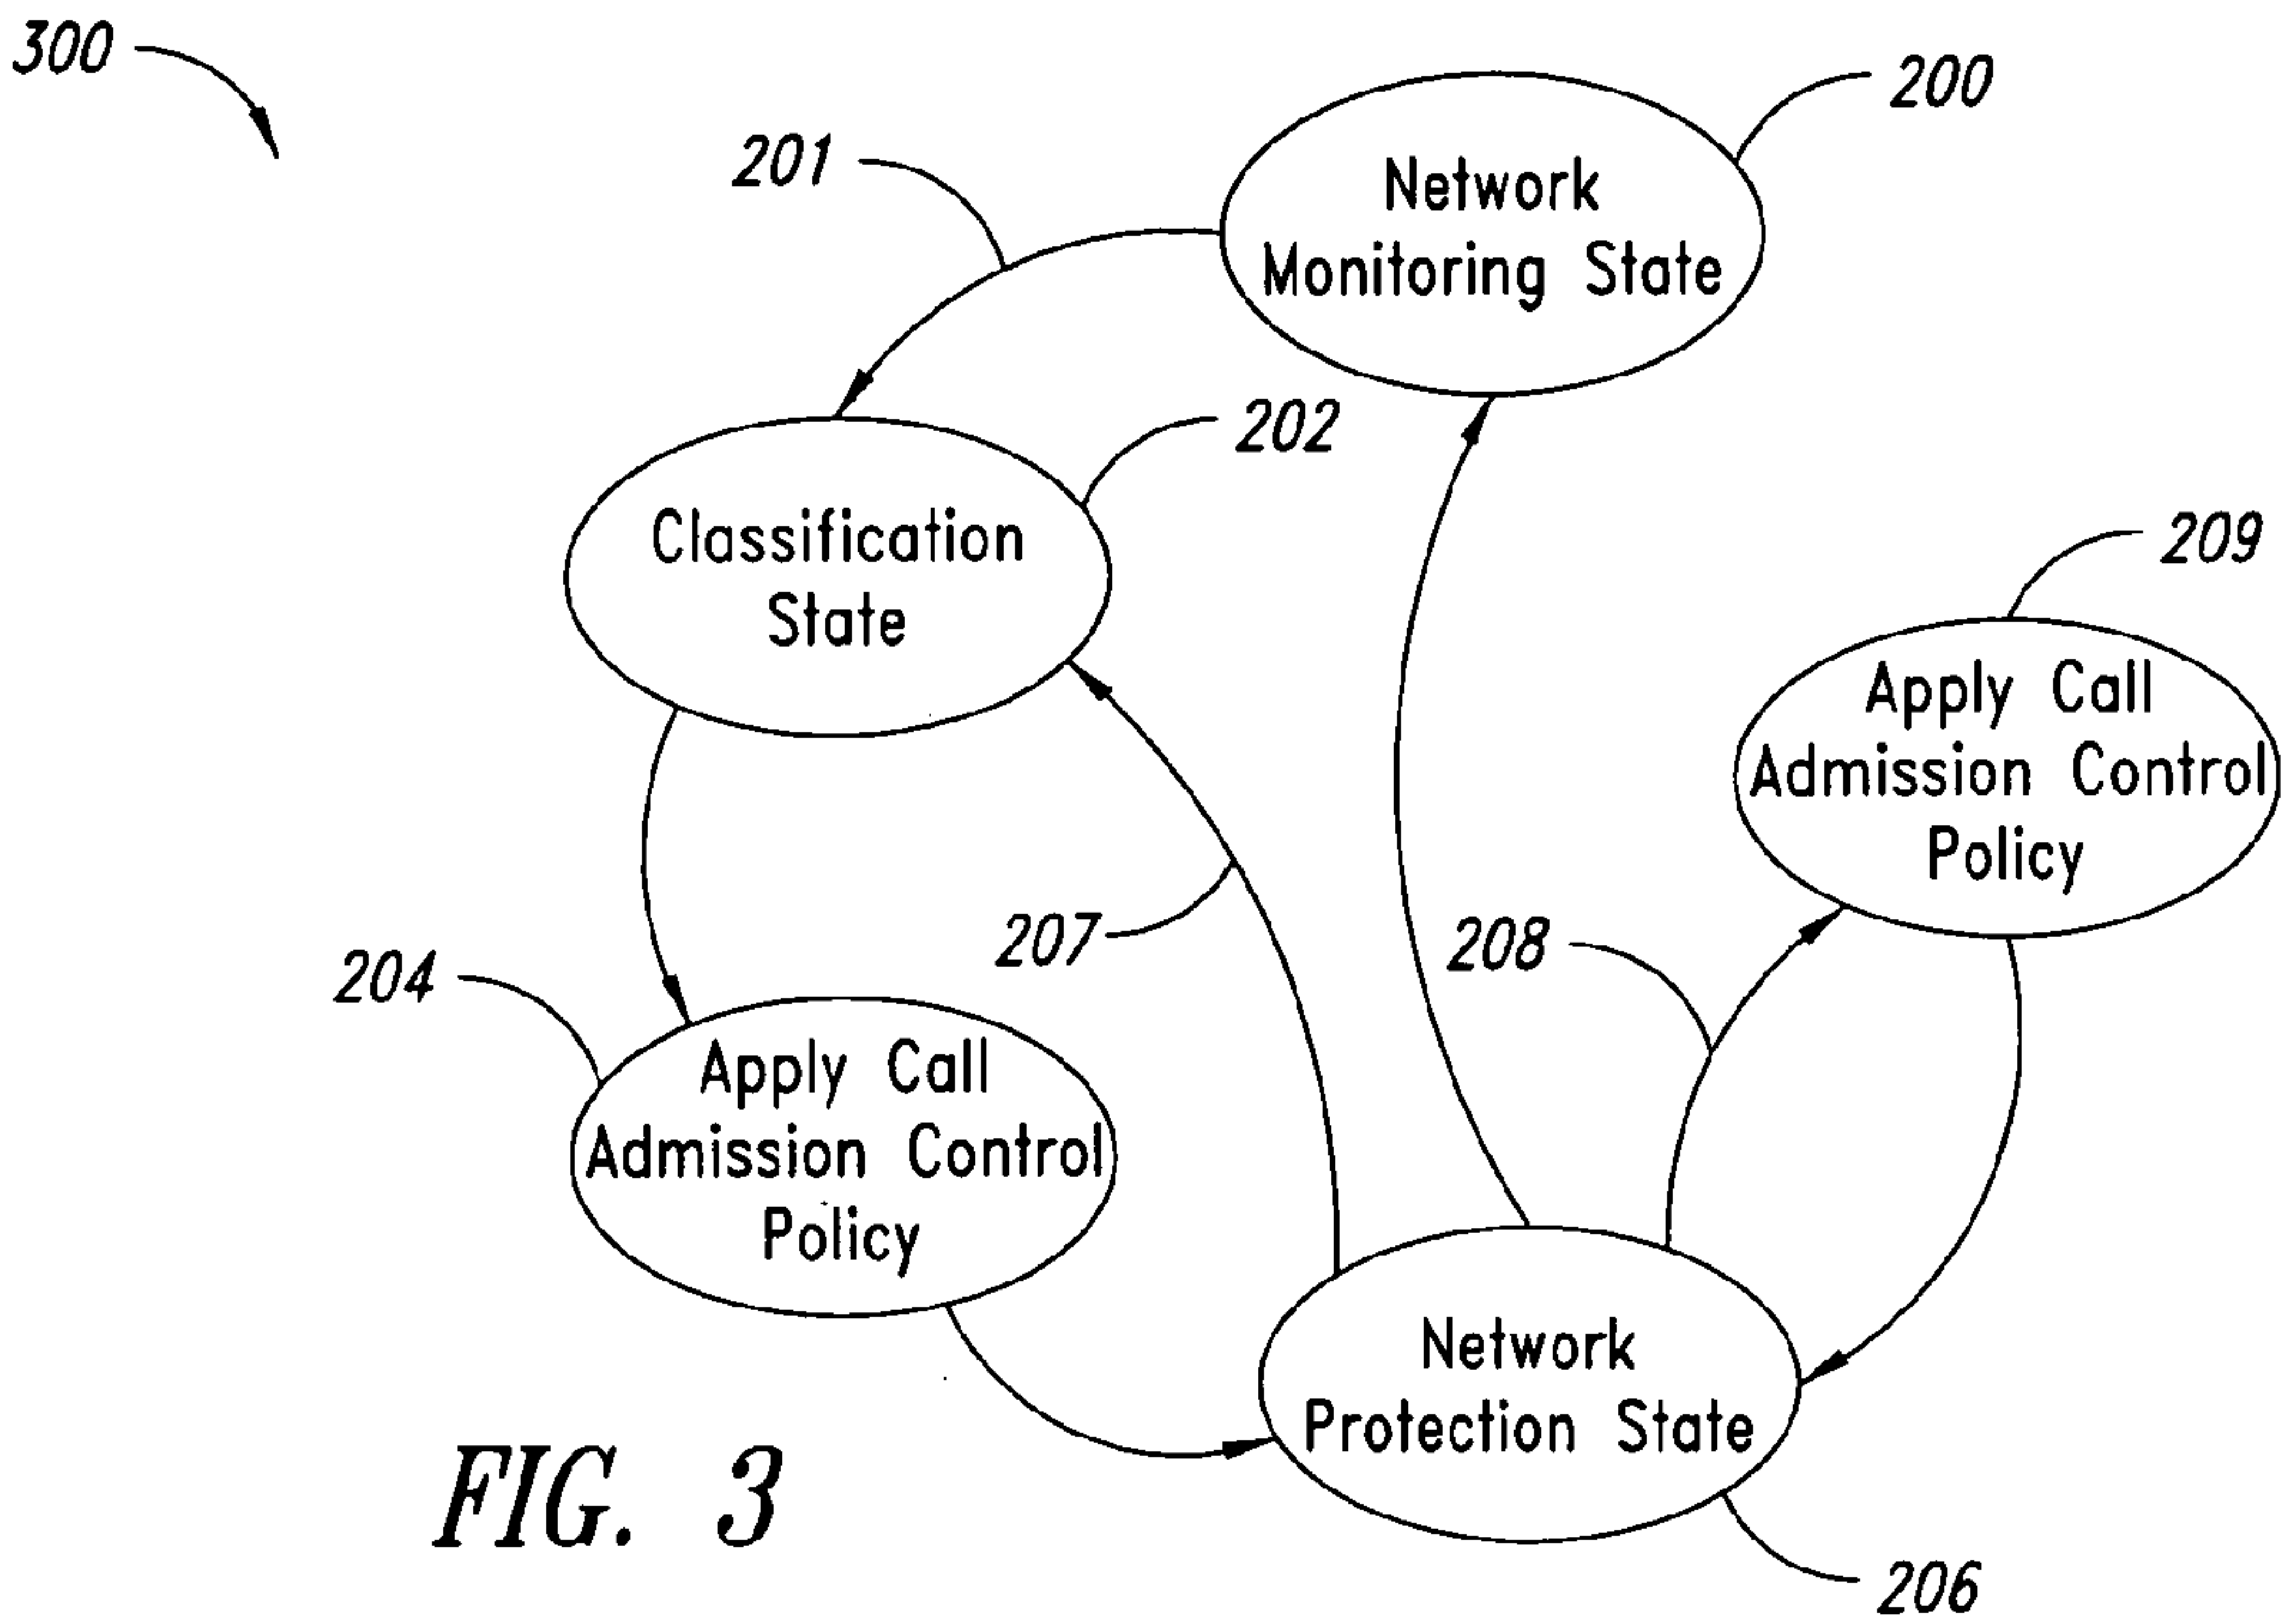 300
200
201
Network
Monitoring State
202
Classification
State
209
Apply Call
Admission Control
Policy
207
208
204
Apply Call
Admission Control
Policy
Network
Protection State
FIG. 3
206